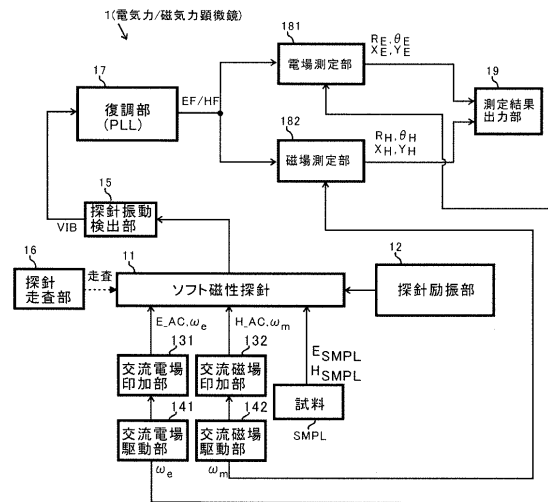 1(電気力/磁気力顕微鏡)
17
復調部
(PLL)
EF/HF
181
電場測定部
R_E,θ_E
X_E,Y_E
182
磁場測定部
R_H,θ_H
X_H,Y_H
19
測定結果
出力部
VIB
15
探針振動
検出部
16
探針
走査部
走査
11
ソフト磁性探針
12
探針励振部
E_AC,ω_e
H_AC,ω_m
E_SMPL
H_SMPL
131
交流電場
印加部
132
交流磁場
印加部
試料
SMPL
141
交流電場
駆動部
142
交流磁場
駆動部
ω_e
ω_m